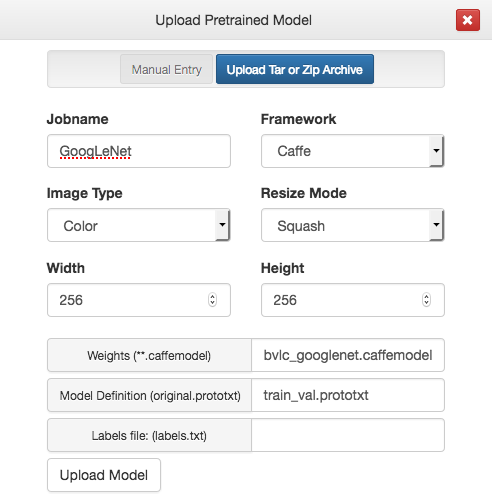 Upload Pretrained Model
Manual Entry Upload Tar or Zip Archive
Jobname Framework
GoogLeNet Caffe
Image Type Resize Mode
Color Squash
Width Height
256 256
Weights (**.caffemodel) bvlc_googlenet.caffemodel
Model Definition (original.prototxt) train_val.prototxt
Labels file: (labels.txt)
Upload Model